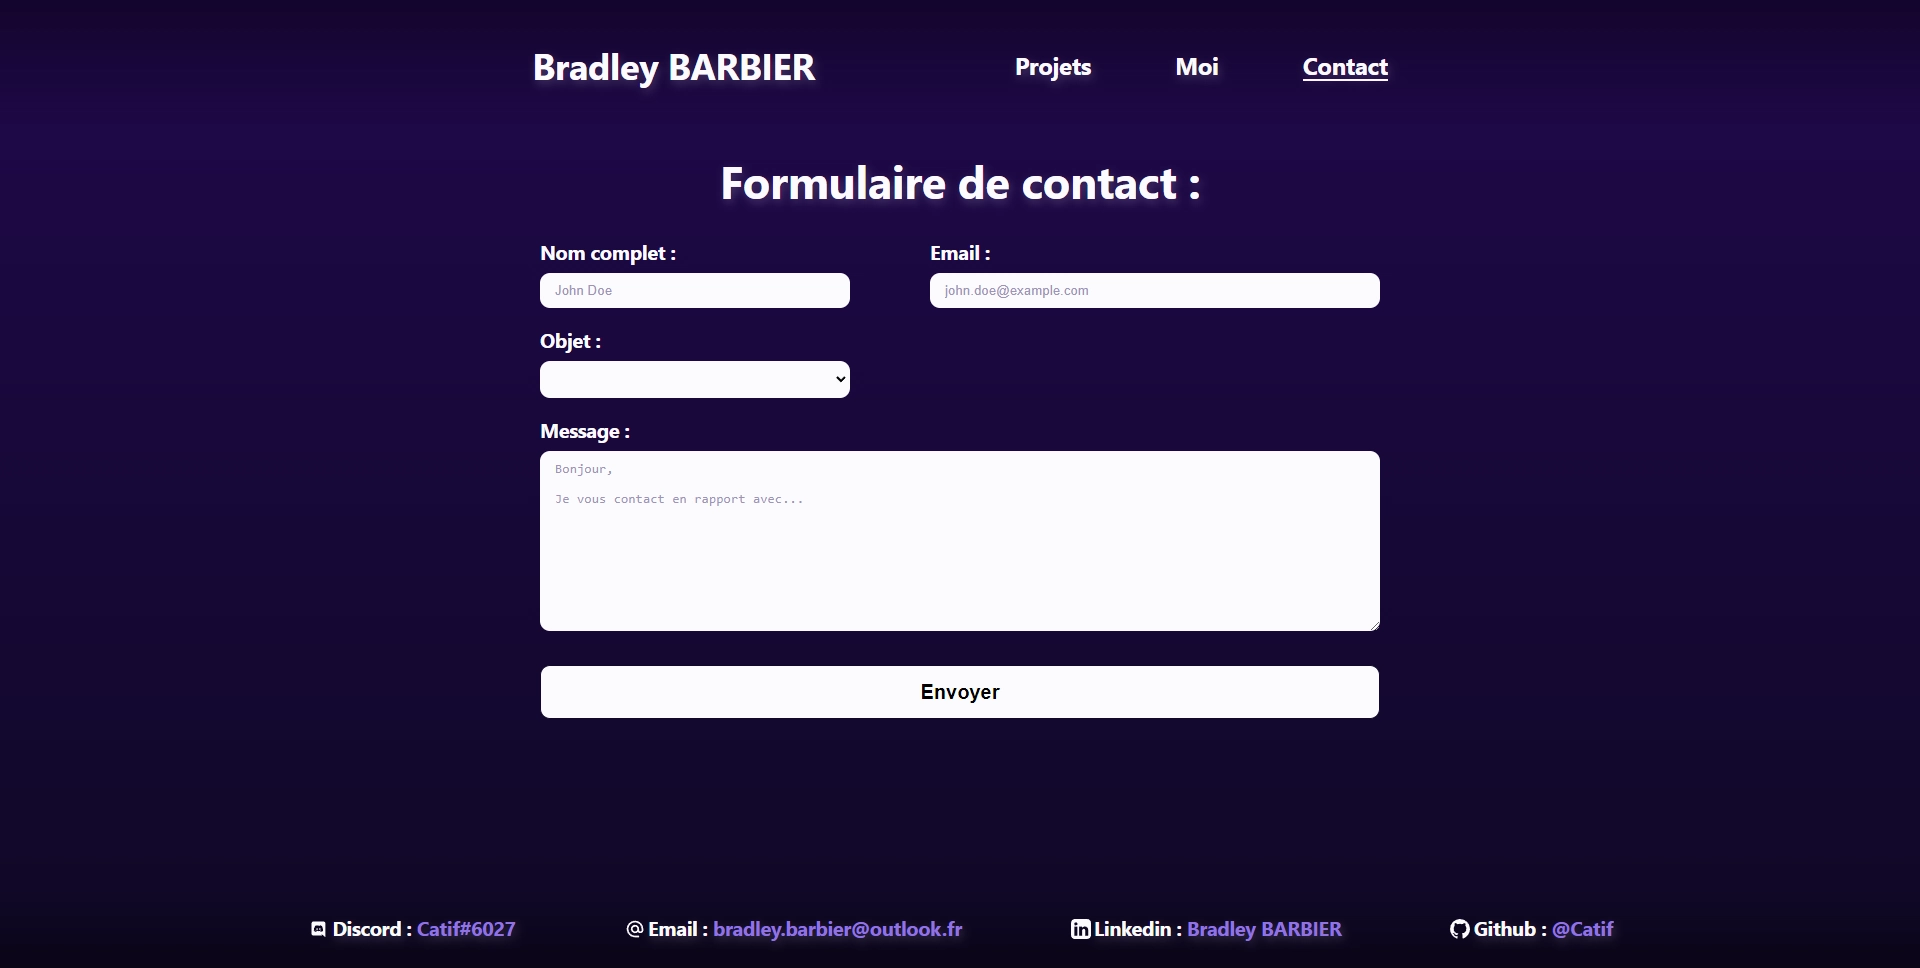 Bradley BARBIER Projets Moi Contact
Formulaire de contact :
Nom complet : Email :
John Doe john.doe@example.com
Objet :
Message :
Bonjour,
Je vous contact en rapport avec...
Envoyer
Discord : Catif#6027 Email : bradley.barbier@outlook.fr Linkedin : Bradley BARBIER Github : @Catif